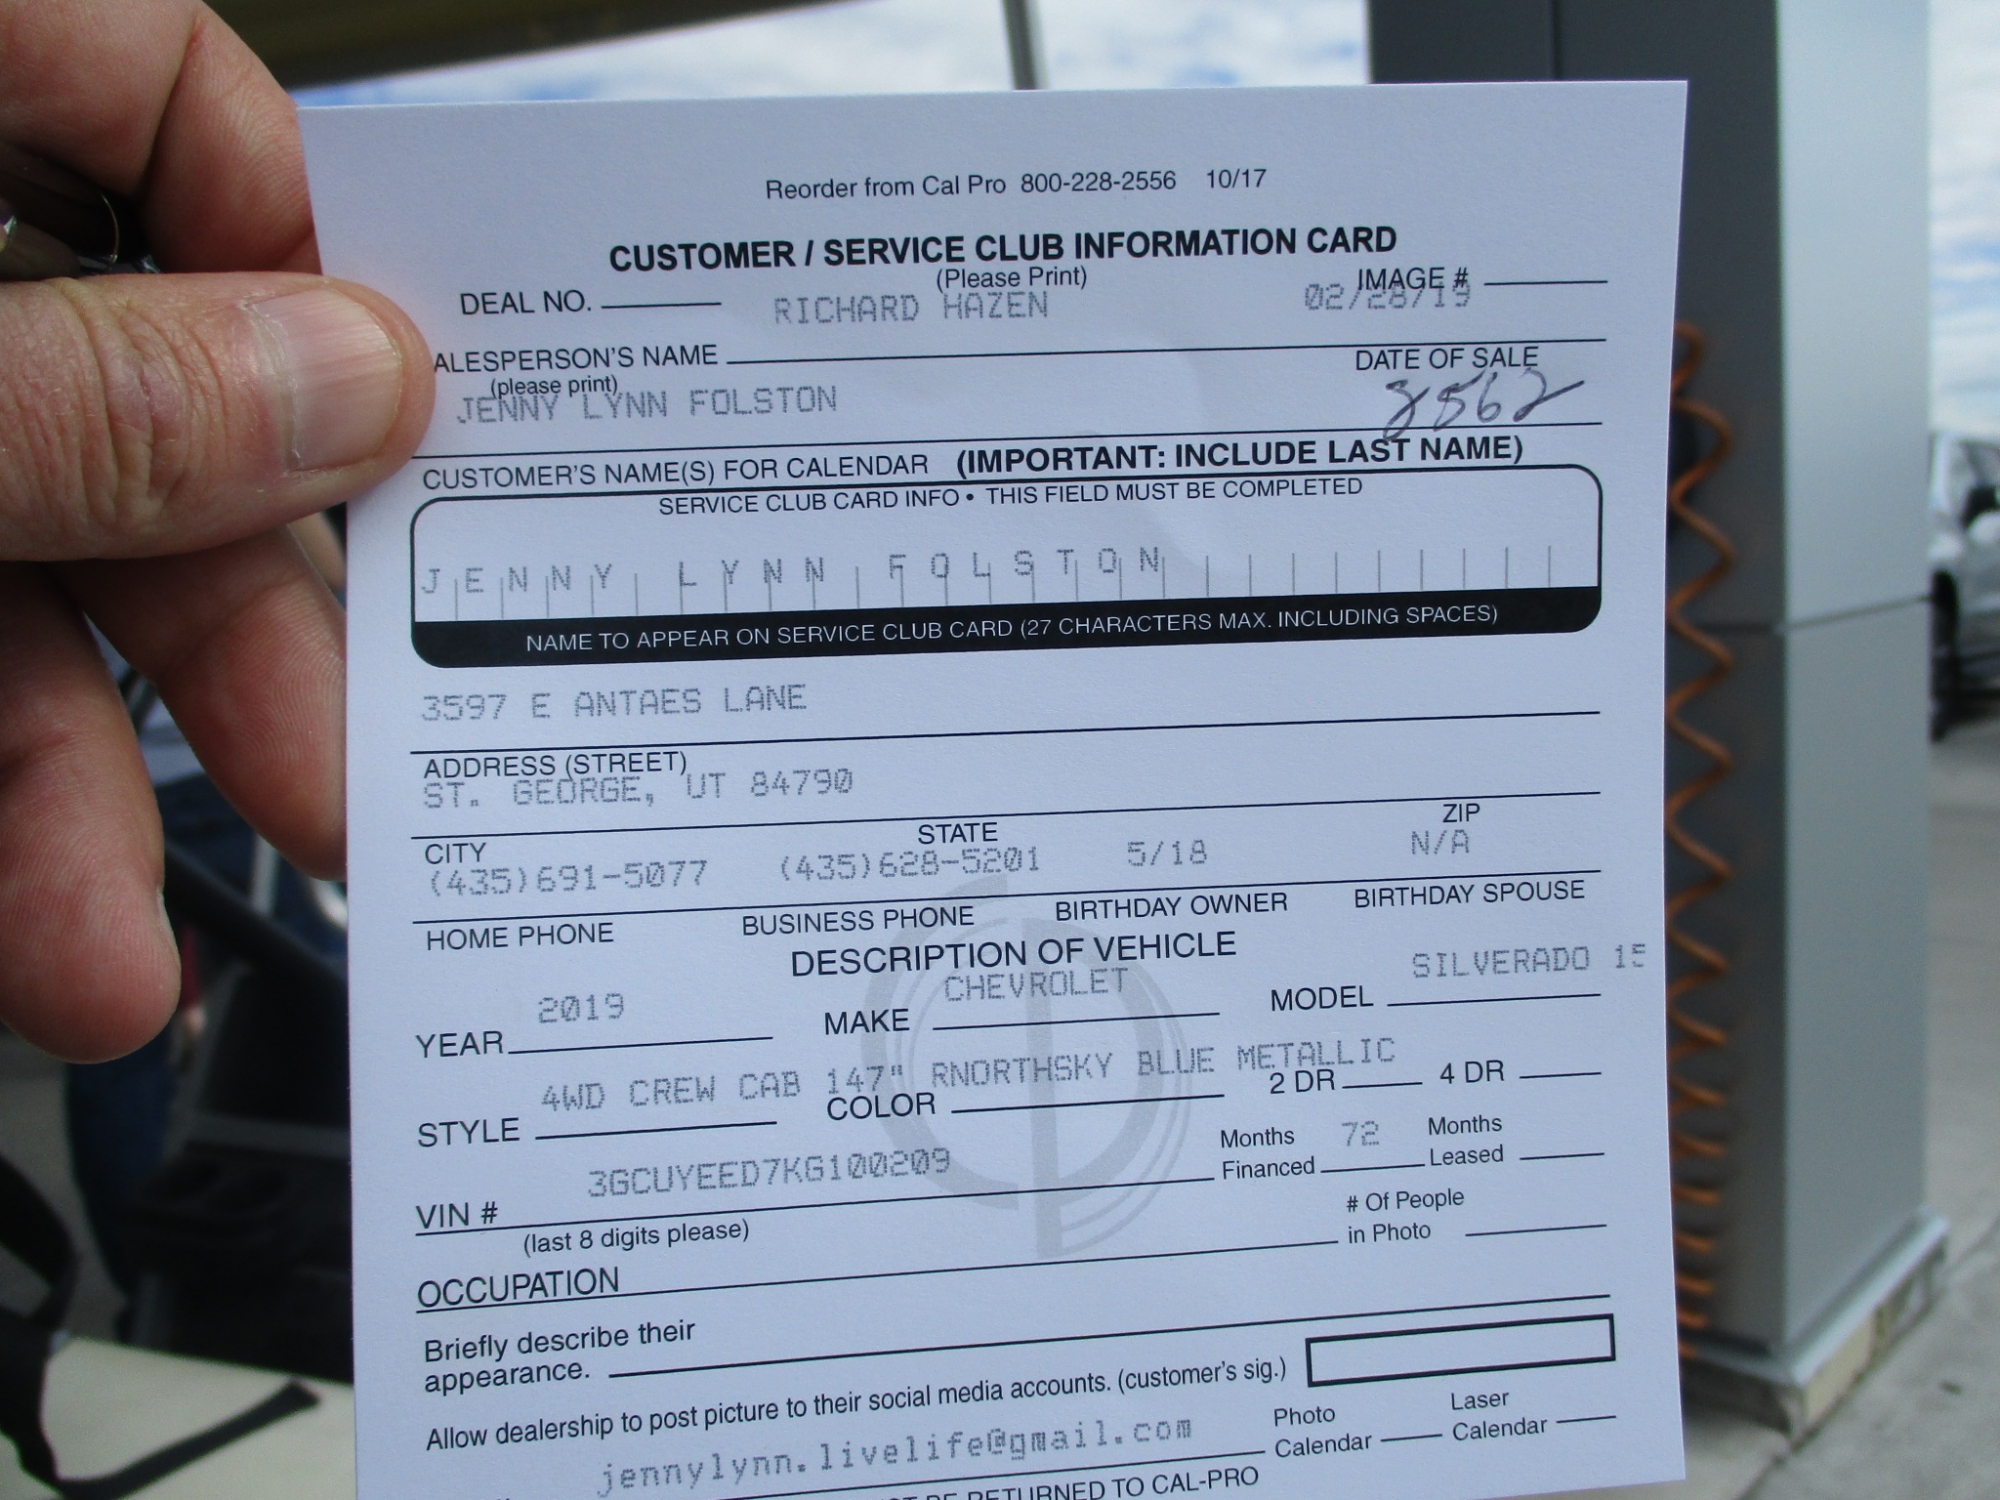 Reorder from Cal Pro 800-228-2556 10/17
CUSTOMER / SERVICE CLUB INFORMATION CARD
(Please Print)
DEAL NO. RICHARD HAZEN 02/28/19 IMAGE #
ALESPERSON'S NAME DATE OF SALE
(please print)
JENNY LYNN FOLSTON 3562
CUSTOMER'S NAME(S) FOR CALENDAR (IMPORTANT: INCLUDE LAST NAME)
SERVICE CLUB CARD INFO • THIS FIELD MUST BE COMPLETED
JENNY LYNN FOLSTON
NAME TO APPEAR ON SERVICE CLUB CARD (27 CHARACTERS MAX. INCLUDING SPACES)
3597 E ANTAES LANE
ADDRESS (STREET)
ST. GEORGE, UT 84790
CITY STATE ZIP
(435)691-5077 (435)628-5201 5/18 N/A
HOME PHONE BUSINESS PHONE BIRTHDAY OWNER BIRTHDAY SPOUSE
DESCRIPTION OF VEHICLE
YEAR 2019 MAKE CHEVROLET MODEL SILVERADO 15
STYLE 4WD CREW CAB 147" RNORTHSKY BLUE METALLIC
COLOR 2 DR 4 DR
VIN # 3GCUYEED7KG100209 Months Financed 72 Months Leased
(last 8 digits please)
OCCUPATION # Of People in Photo
Briefly describe their
appearance.
Allow dealership to post picture to their social media accounts. (customer's sig.)
jennylynn.livelife@gmail.com Photo Calendar Laser Calendar
BE RETURNED TO CAL-PRO